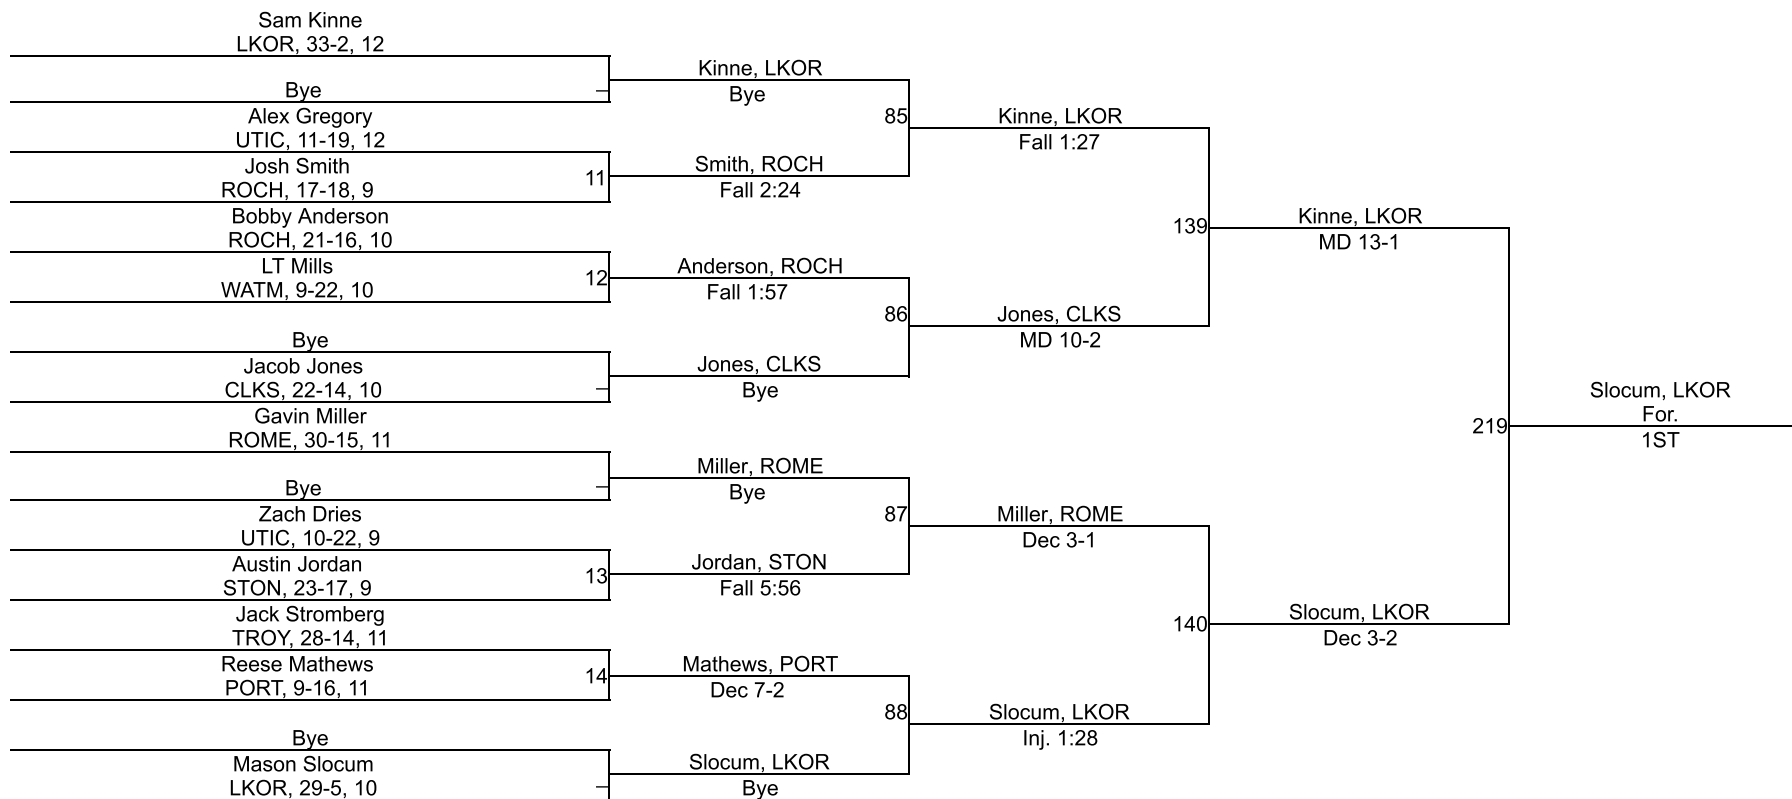 Sam Kinne
LKOR, 33-2, 12
Bye
Alex Gregory
UTIC, 11-19, 12
Josh Smith
ROCH, 17-18, 9
Bobby Anderson
ROCH, 21-16, 10
LT Mills
WATM, 9-22, 10
Bye
Jacob Jones
CLKS, 22-14, 10
Gavin Miller
ROME, 30-15, 11
Bye
Zach Dries
UTIC, 10-22, 9
Austin Jordan
STON, 23-17, 9
Jack Stromberg
TROY, 28-14, 11
Reese Mathews
PORT, 9-16, 11
Bye
Mason Slocum
LKOR, 29-5, 10
11
12
13
14
Kinne, LKOR
Bye
Smith, ROCH
Fall 2:24
Anderson, ROCH
Fall 1:57
Jones, CLKS
Bye
Miller, ROME
Bye
Jordan, STON
Fall 5:56
Mathews, PORT
Dec 7-2
Slocum, LKOR
Bye
85
86
87
88
Kinne, LKOR
Fall 1:27
Jones, CLKS
MD 10-2
Miller, ROME
Dec 3-1
Slocum, LKOR
Inj. 1:28
139
140
Kinne, LKOR
MD 13-1
Slocum, LKOR
Dec 3-2
219
Slocum, LKOR
For.
1ST